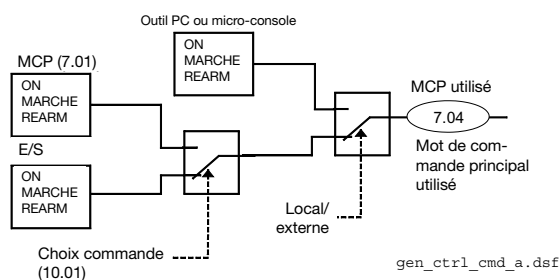 Outil PC ou micro-console
ON
MARCHE
REARM
MCP (7.01)
ON
MARCHE
REARM
E/S
ON
MARCHE
REARM
MCP utilisé
7.04
Mot de com-
mande principal
utilisé
Local/
externe
Choix commande
(10.01)
gen_ctrl_cmd_a.dsf